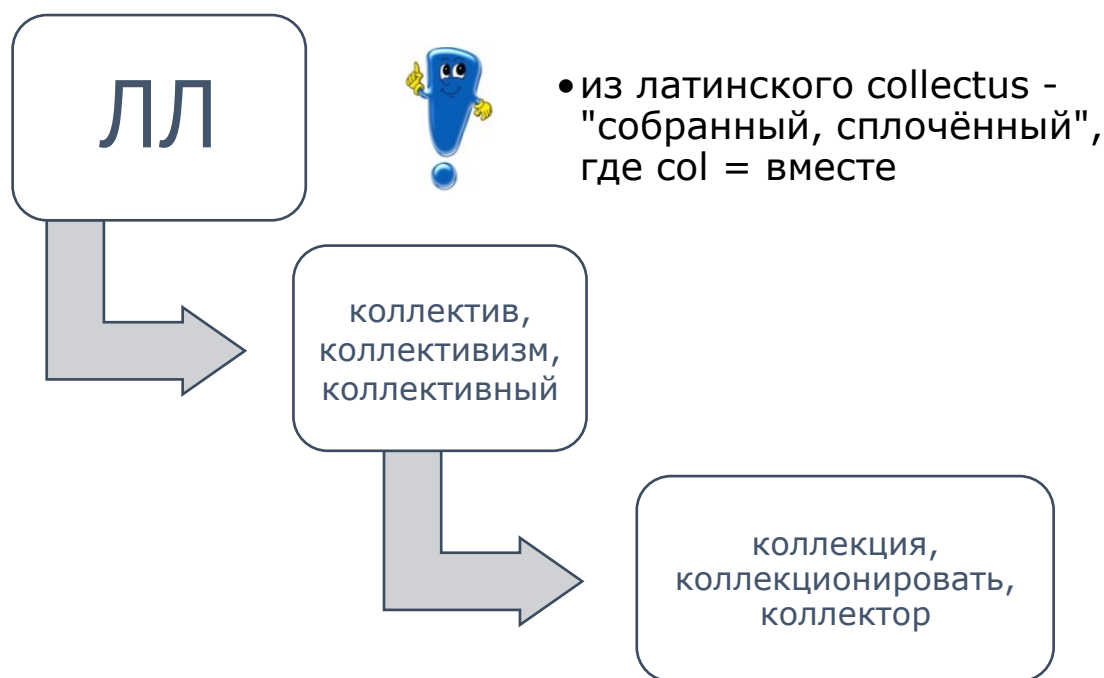 ЛЛ
•из латинского collectus -
"собранный, сплочённый",
где col = вместе
коллектив,
коллективизм,
коллективный
коллекция,
коллекционировать,
коллектор